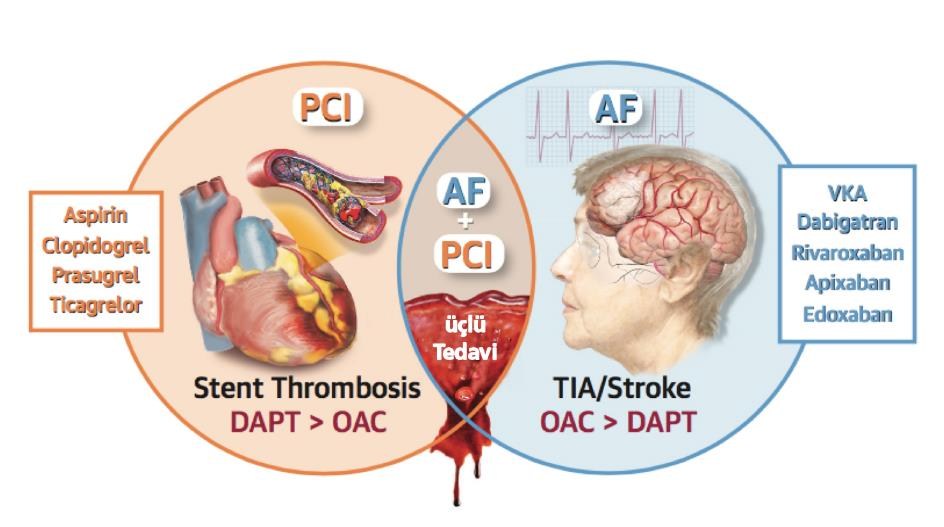 PCI
Aspirin
Clopidogrel
Prasugrel
Ticagrelor
Stent Thrombosis
DAPT > OAC
AF
+
PCI
üçlü
Tedavi
AF
VKA
Dabigatran
Rivaroxaban
Apixaban
Edoxaban
TIA/Stroke
OAC > DAPT